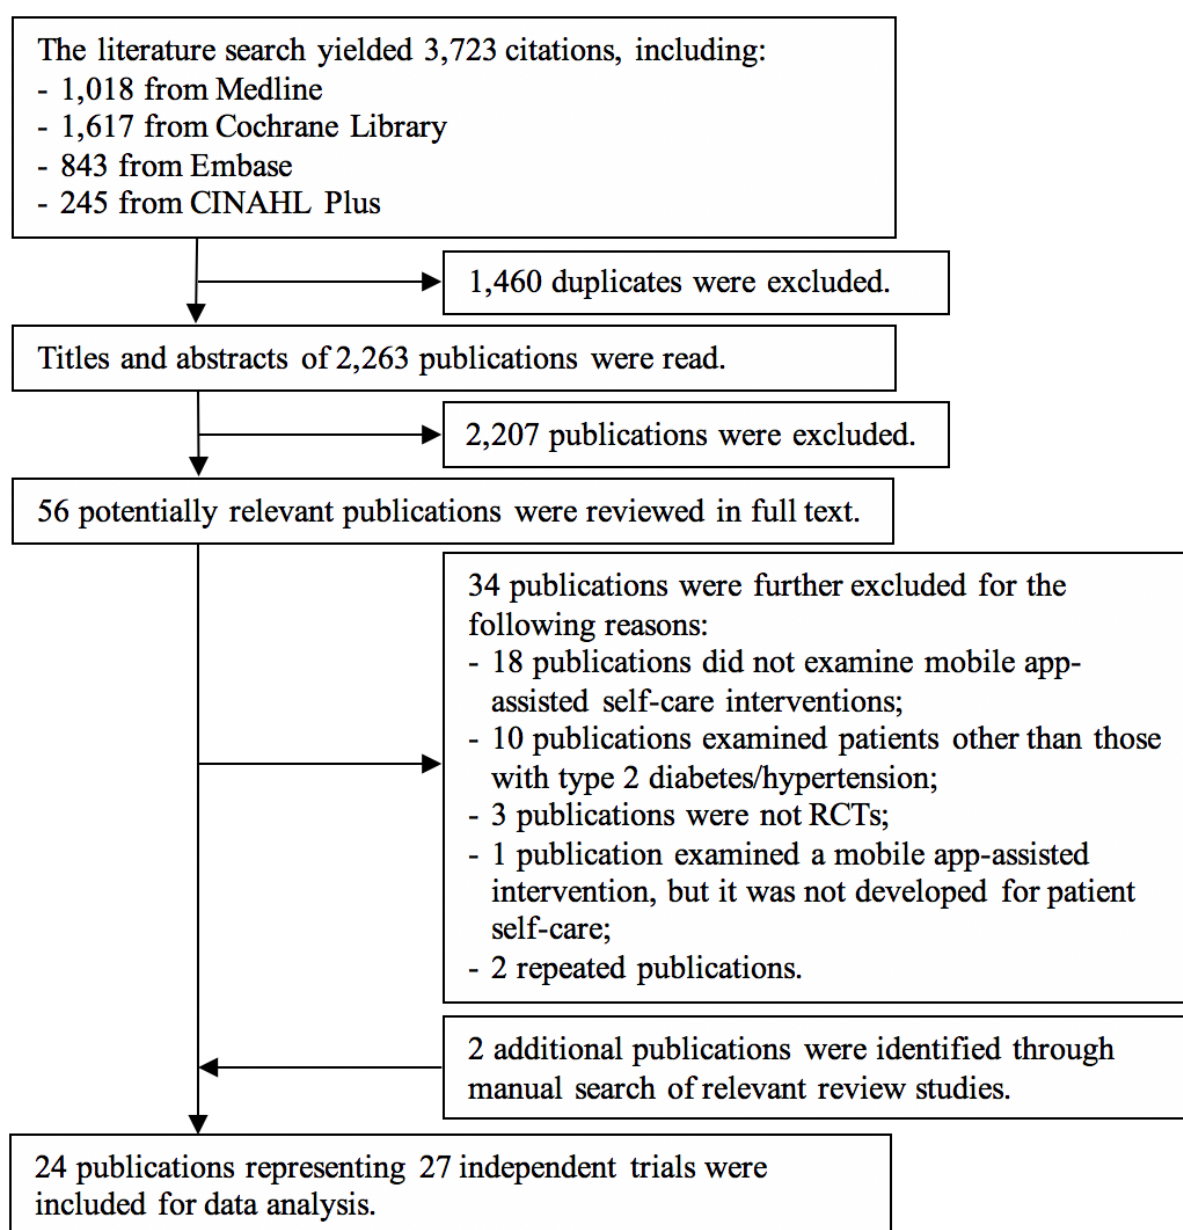 The literature search yielded 3,723 citations, including:
- 1,018 from Medline
- 1,617 from Cochrane Library
- 843 from Embase
- 245 from CINAHL Plus
1,460 duplicates were excluded.
Titles and abstracts of 2,263 publications were read.
2,207 publications were excluded.
56 potentially relevant publications were reviewed in full text.
34 publications were further excluded for the
following reasons:
- 18 publications did not examine mobile app-
assisted self-care interventions;
- 10 publications examined patients other than those
with type 2 diabetes/hypertension;
- 3 publications were not RCTs;
- 1 publication examined a mobile app-assisted
intervention, but it was not developed for patient
self-care;
- 2 repeated publications.
2 additional publications were identified through
manual search of relevant review studies.
24 publications representing 27 independent trials were
included for data analysis.